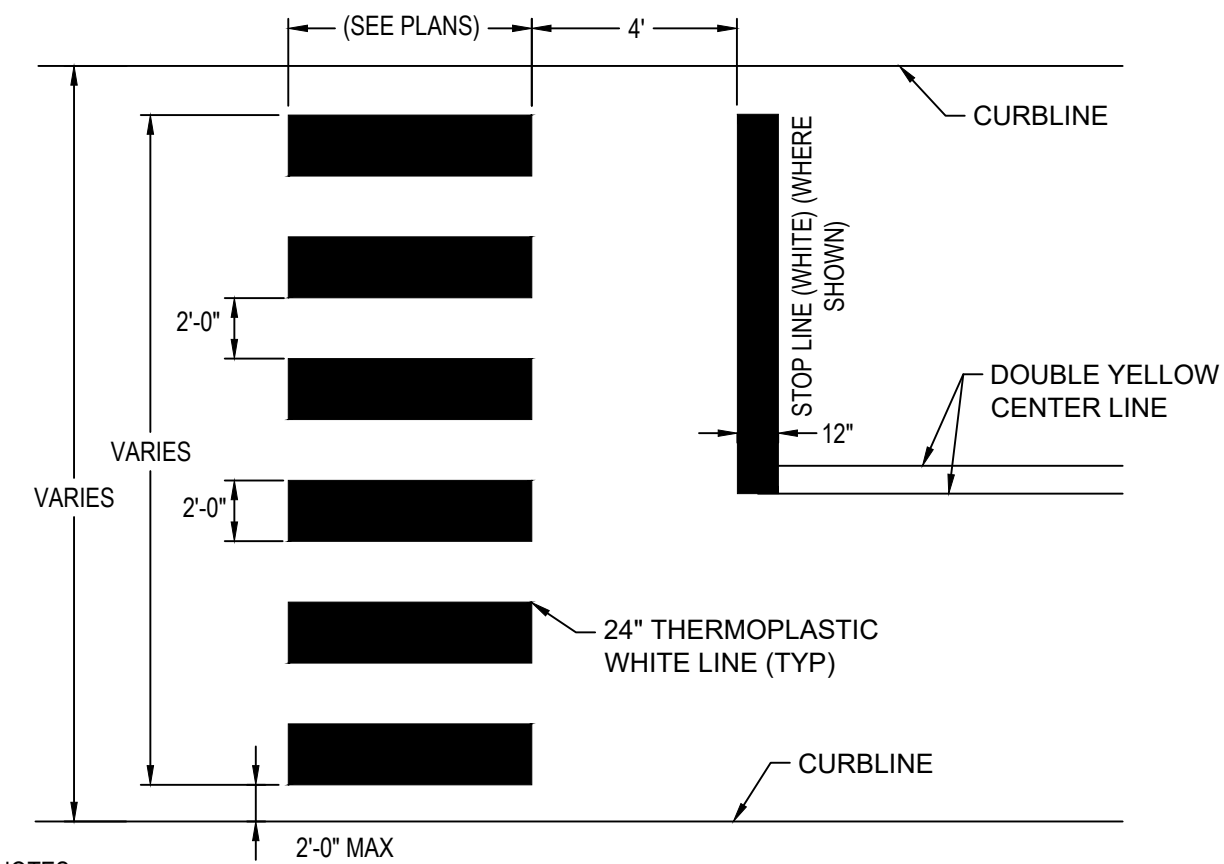 (SEE PLANS)
4'
CURBLINE
STOP LINE (WHITE) (WHERE
SHOWN)
2'-0"
DOUBLE YELLOW
CENTER LINE
12"
VARIES
VARIES
2'-0"
24" THERMOPLASTIC
WHITE LINE (TYP)
CURBLINE
2'-0" MAX